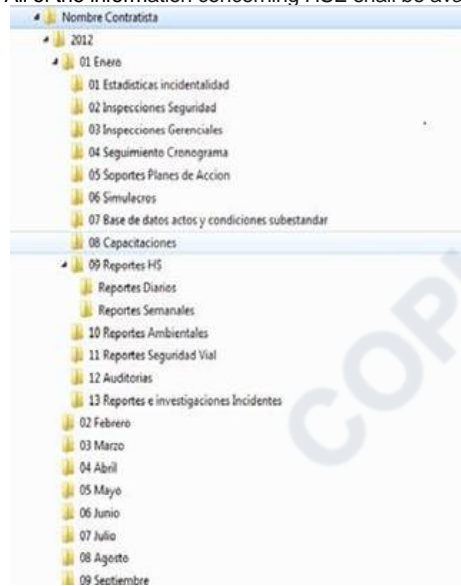 All of the information concerning HSE shall be ava
Nombre Contratista
2012
01 Enero
01 Estadisticas incidentalidad
02 Inspecciones Seguridad
03 Inspecciones Gerenciales
04 Seguimiento Cronograma
05 Soportes Planes de Accion
06 Simulacros
07 Base de datos actos y condiciones subestandar
08 Capacitaciones
09 Reportes HS
Reportes Diarios
Reportes Semanales
10 Reportes Ambientales
11 Reportes Seguridad Vial
12 Auditorias
13 Reportes e investigaciones Incidentes
02 Febrero
03 Marzo
04 Abril
05 Mayo
06 Junio
07 Julio
08 Agosto
09 Septiembre